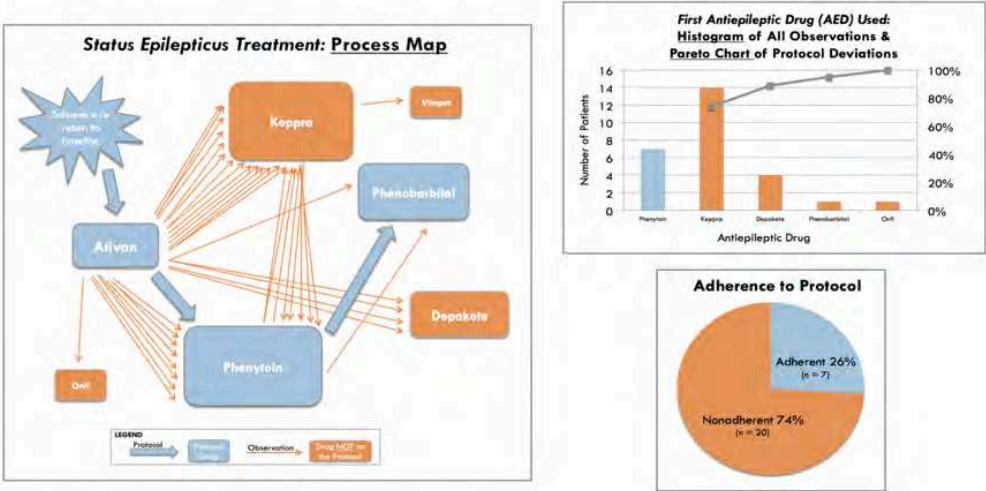 Status Epilepticus Treatment: Process Map
Keppra
Vimpat
Phenobarbital
Ativan
Depakote
Phenytoin
Onfi
LEGEND
Protocol
Protocol
Drug
Observation
Drug NOT on
the Protocol
First Antiepileptic Drug (AED) Used:
Histogram of All Observations &
Pareto Chart of Protocol Deviations
Number of Patients
16
14
12
10
8
6
4
2
0
100%
80%
60%
40%
20%
0%
Phenytoin
Keppra
Depakote
Phenobarbital
Onfi
Antiepileptic Drug
Adherence to Protocol
Adherent 26%
(n = 7)
Nonadherent 74%
(n = 20)